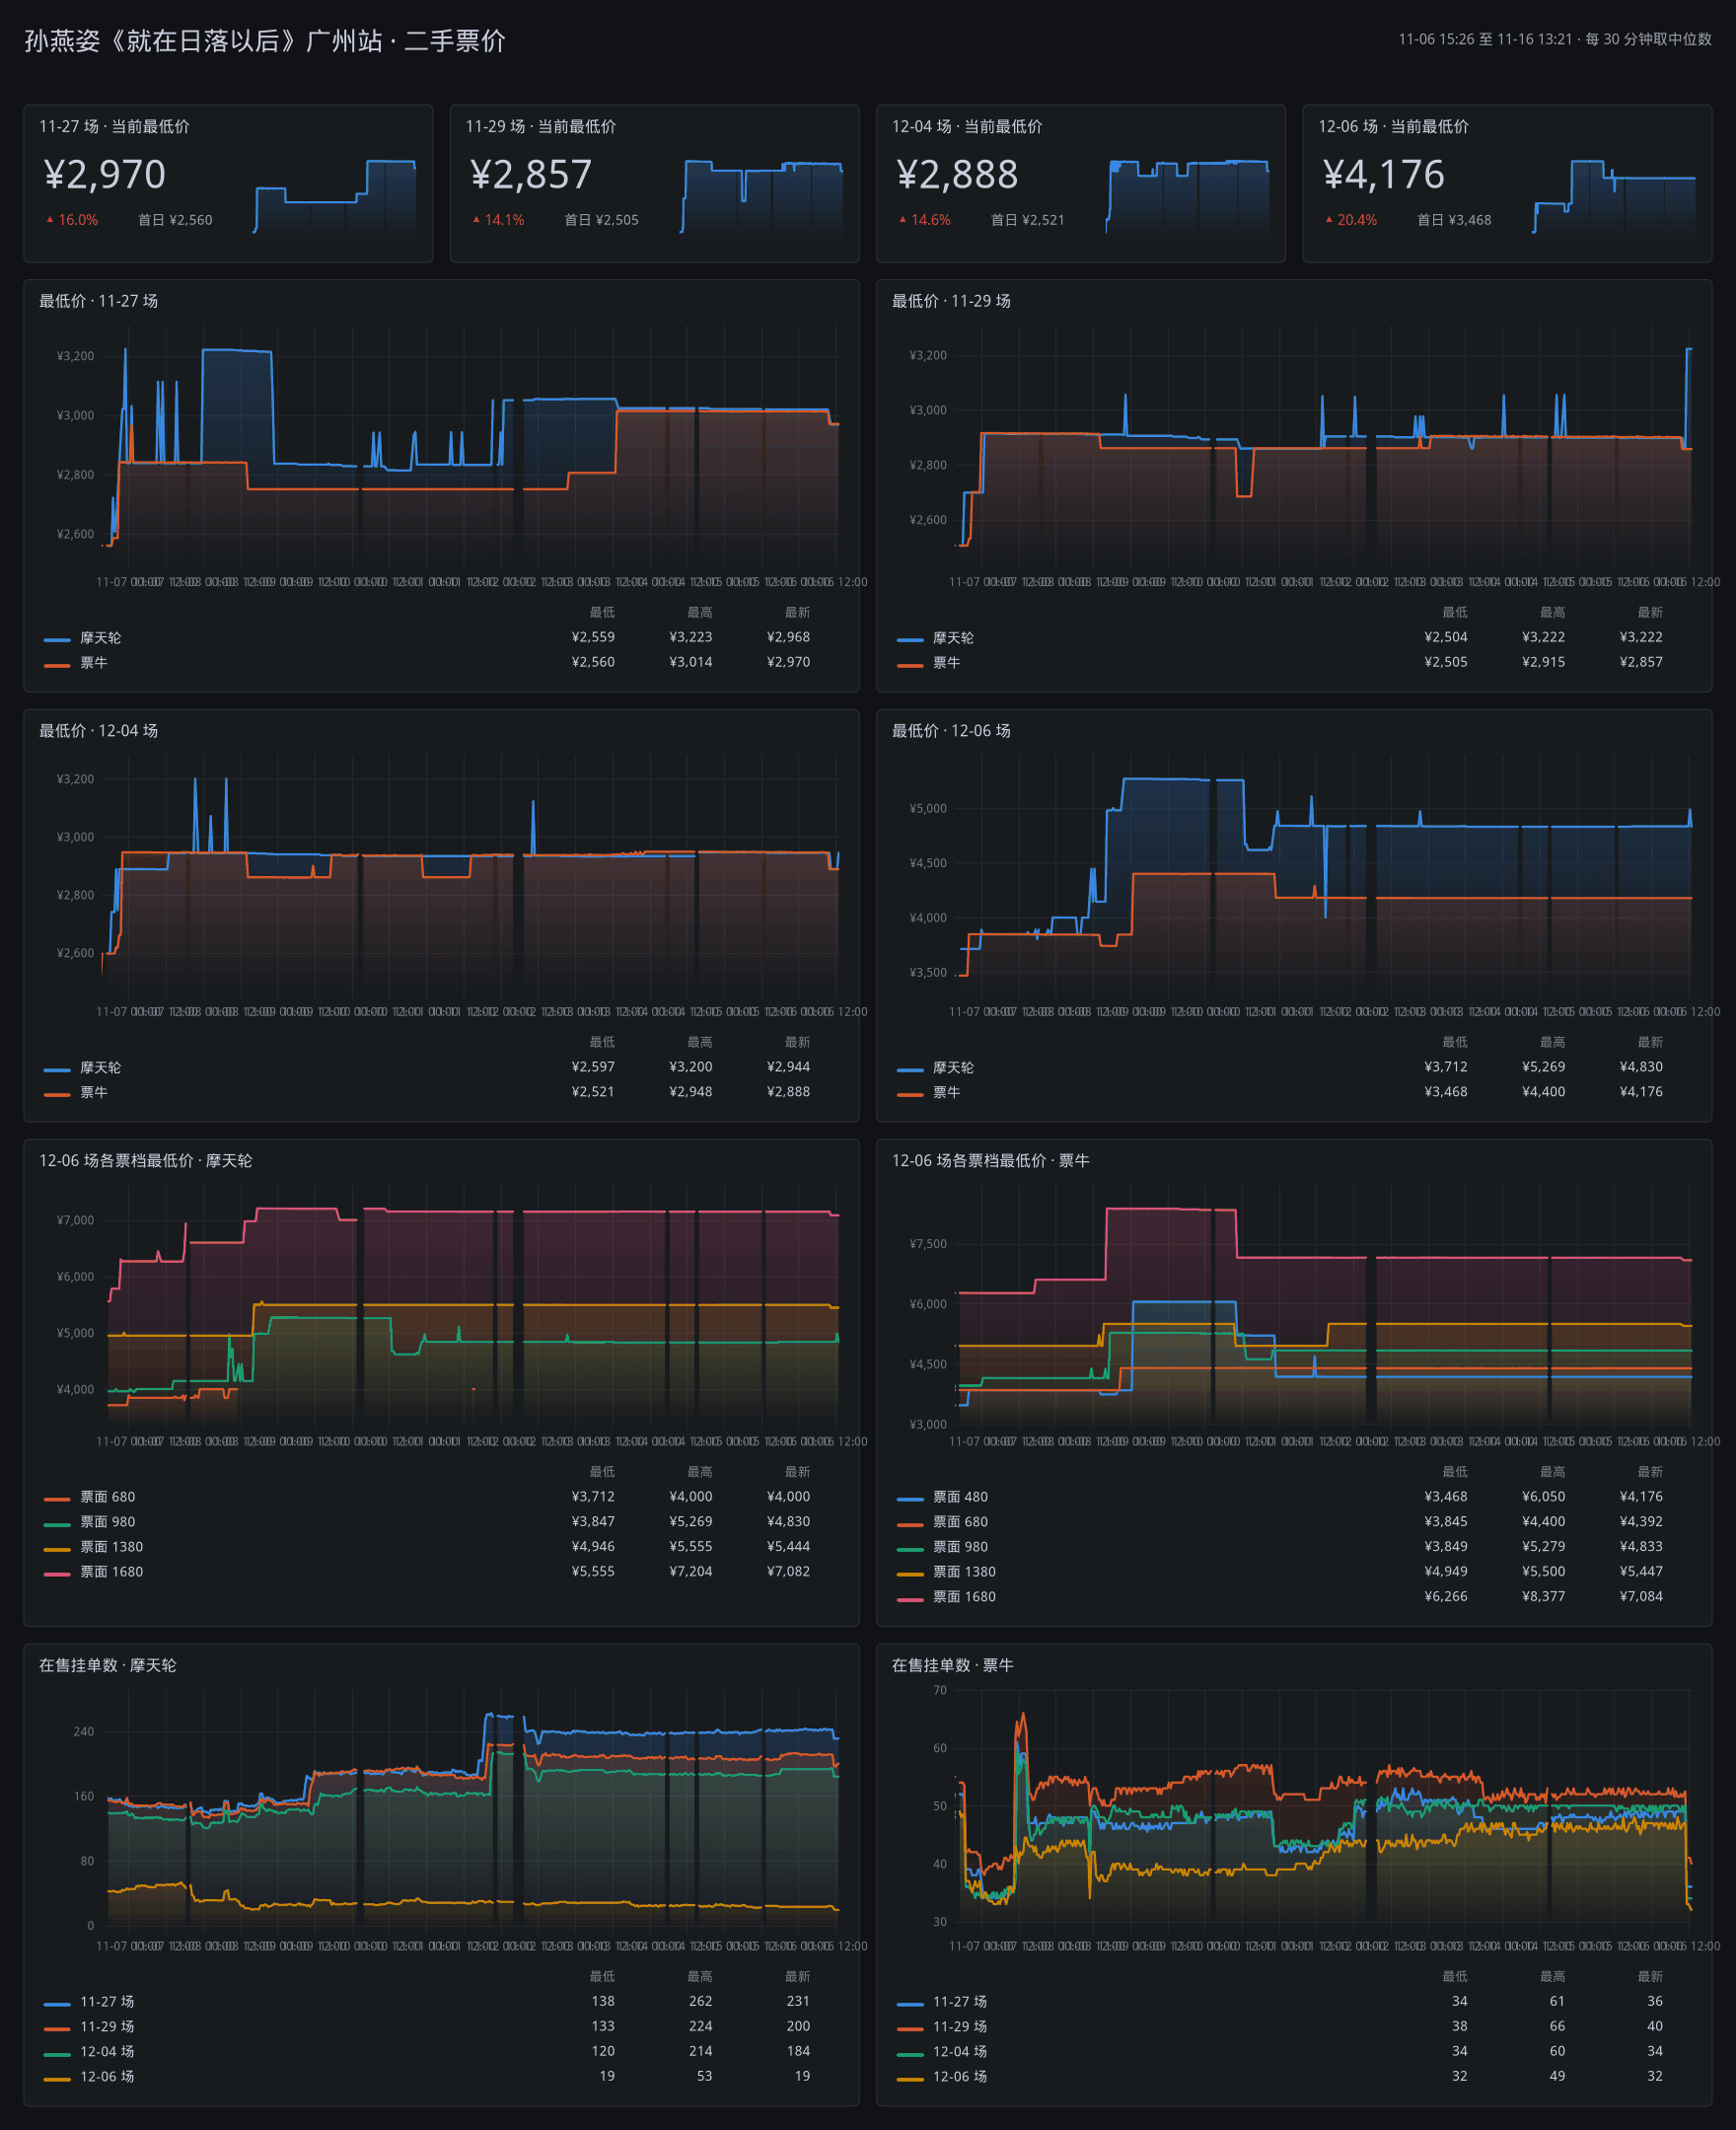 孙燕姿《就在日落以后》广州站 · 二手票价
11-06 15:26 至 11-16 13:21 · 每 30 分钟取中位数
11-27 场 · 当前最低价
¥2,970
▲ 16.0% 首日 ¥2,560
11-29 场 · 当前最低价
¥2,857
▲ 14.1% 首日 ¥2,505
12-04 场 · 当前最低价
¥2,888
▲ 14.6% 首日 ¥2,521
12-06 场 · 当前最低价
¥4,176
▲ 20.4% 首日 ¥3,468
最低价 · 11-27 场
¥3,200
¥3,000
¥2,800
¥2,600
最低 最高 最新
摩天轮 ¥2,559 ¥3,223 ¥2,968
票牛 ¥2,560 ¥3,014 ¥2,970
最低价 · 11-29 场
¥3,200
¥3,000
¥2,800
¥2,600
最低 最高 最新
摩天轮 ¥2,504 ¥3,222 ¥3,222
票牛 ¥2,505 ¥2,915 ¥2,857
最低价 · 12-04 场
¥3,200
¥3,000
¥2,800
¥2,600
最低 最高 最新
摩天轮 ¥2,597 ¥3,200 ¥2,944
票牛 ¥2,521 ¥2,948 ¥2,888
最低价 · 12-06 场
¥5,000
¥4,500
¥4,000
¥3,500
最低 最高 最新
摩天轮 ¥3,712 ¥5,269 ¥4,830
票牛 ¥3,468 ¥4,400 ¥4,176
12-06 场各票档最低价 · 摩天轮
¥7,000
¥6,000
¥5,000
¥4,000
最低 最高 最新
票面 680 ¥3,712 ¥4,000 ¥4,000
票面 980 ¥3,847 ¥5,269 ¥4,830
票面 1380 ¥4,946 ¥5,555 ¥5,444
票面 1680 ¥5,555 ¥7,204 ¥7,082
12-06 场各票档最低价 · 票牛
¥7,500
¥6,000
¥4,500
¥3,000
最低 最高 最新
票面 480 ¥3,468 ¥6,050 ¥4,176
票面 680 ¥3,845 ¥4,400 ¥4,392
票面 980 ¥3,849 ¥5,279 ¥4,833
票面 1380 ¥4,949 ¥5,500 ¥5,447
票面 1680 ¥6,266 ¥8,377 ¥7,084
在售挂单数 · 摩天轮
240
160
80
0
最低 最高 最新
11-27 场 138 262 231
11-29 场 133 224 200
12-04 场 120 214 184
12-06 场 19 53 19
在售挂单数 · 票牛
70
60
50
40
30
最低 最高 最新
11-27 场 34 61 36
11-29 场 38 66 40
12-04 场 34 60 34
12-06 场 32 49 32